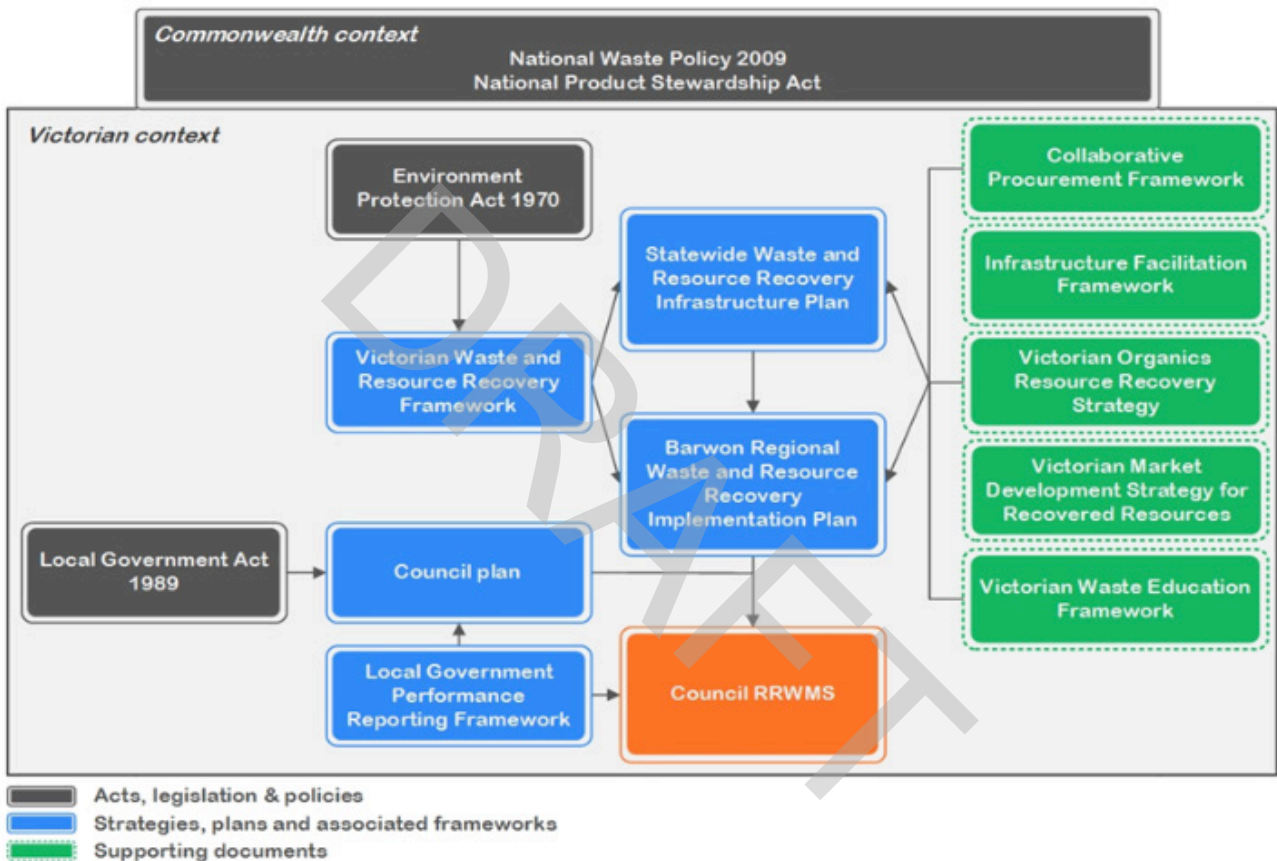 Commonwealth context
National Waste Policy 2009
National Product Stewardship Act
Victorian context
Environment
Protection Act 1970
Statewide Waste and
Resource Recovery
Infrastructure Plan
Victorian Waste and
Resource Recovery
Framework
Barwon Regional
Waste and Resource
Recovery
Implementation Plan
Local Government Act
1989
Council plan
Local Government
Performance
Reporting Framework
Council RRWMS
Collaborative
Procurement Framework
Infrastructure Facilitation
Framework
Victorian Organics
Resource Recovery
Strategy
Victorian Market
Development Strategy for
Recovered Resources
Victorian Waste Education
Framework
DRAFT
Acts, legislation & policies
Strategies, plans and associated frameworks
Supporting documents